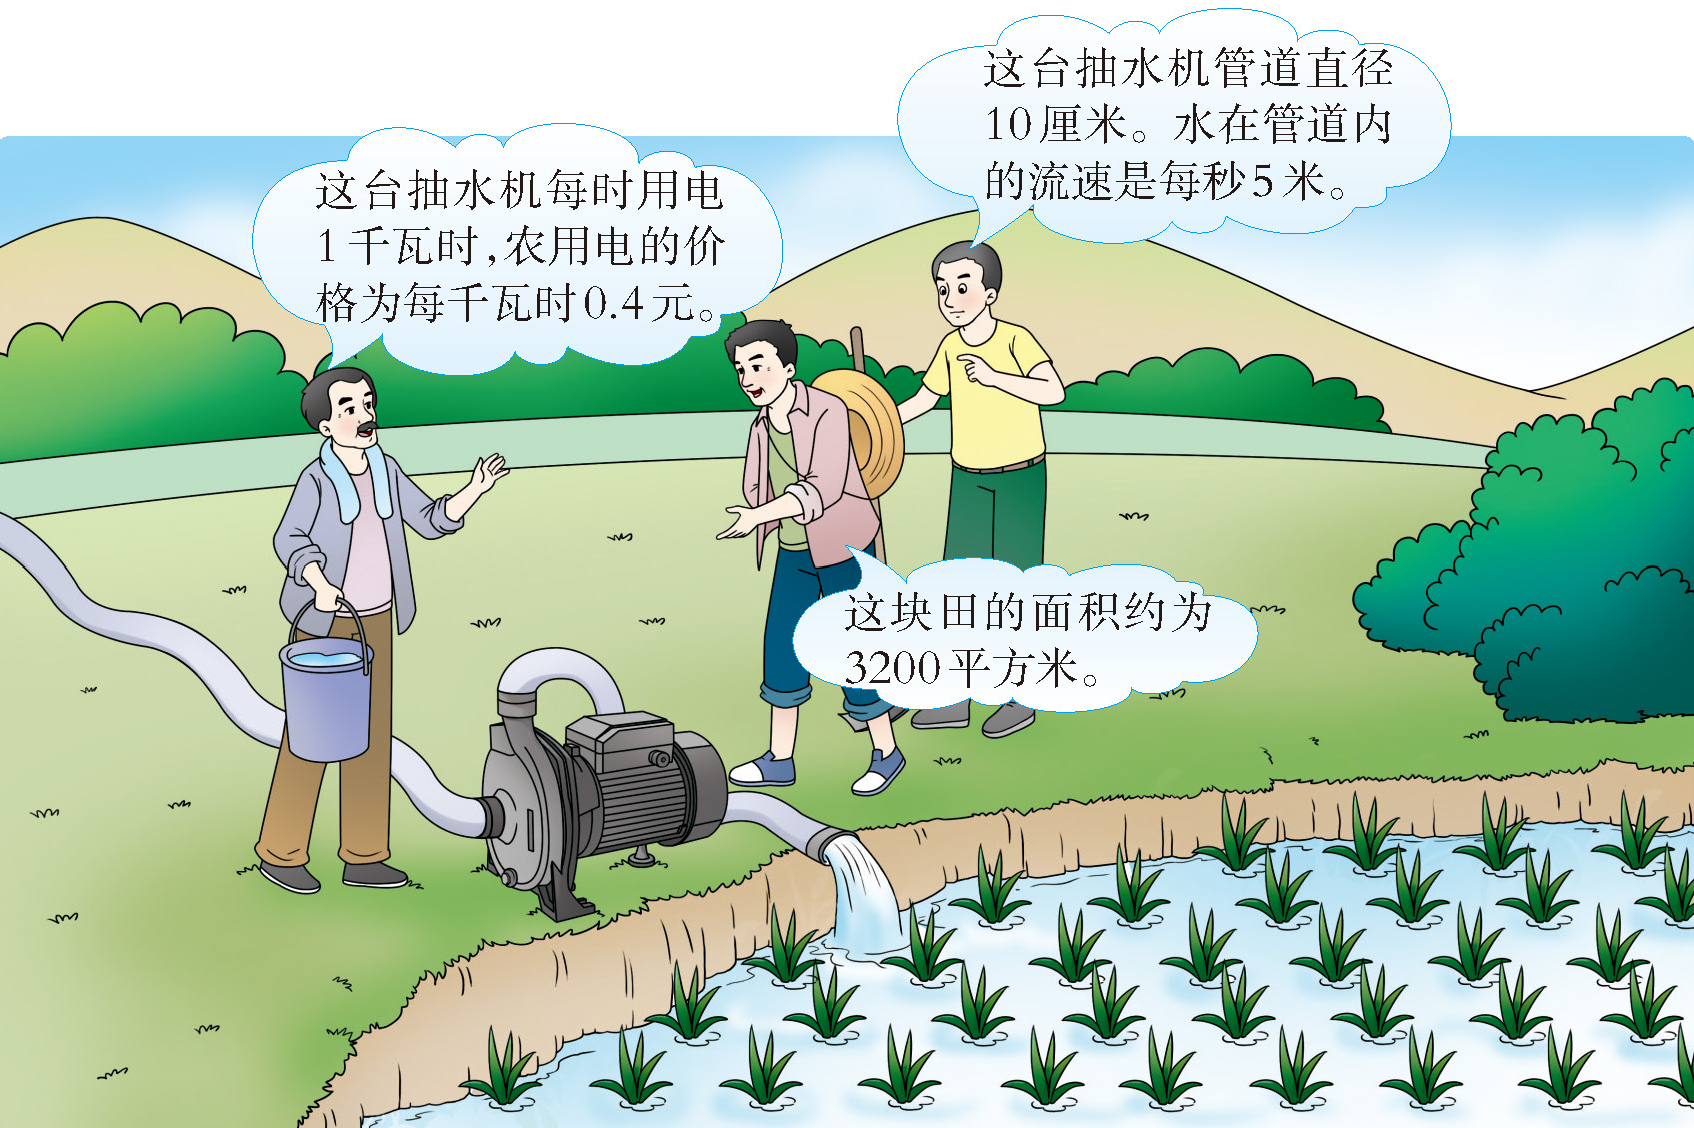 这台抽水机每时用电
1千瓦时,农用电的价
格为每千瓦时0.4元。
这台抽水机管道直径
10厘米。水在管道内
的流速是每秒5米。
这块田的面积约为
3200平方米。